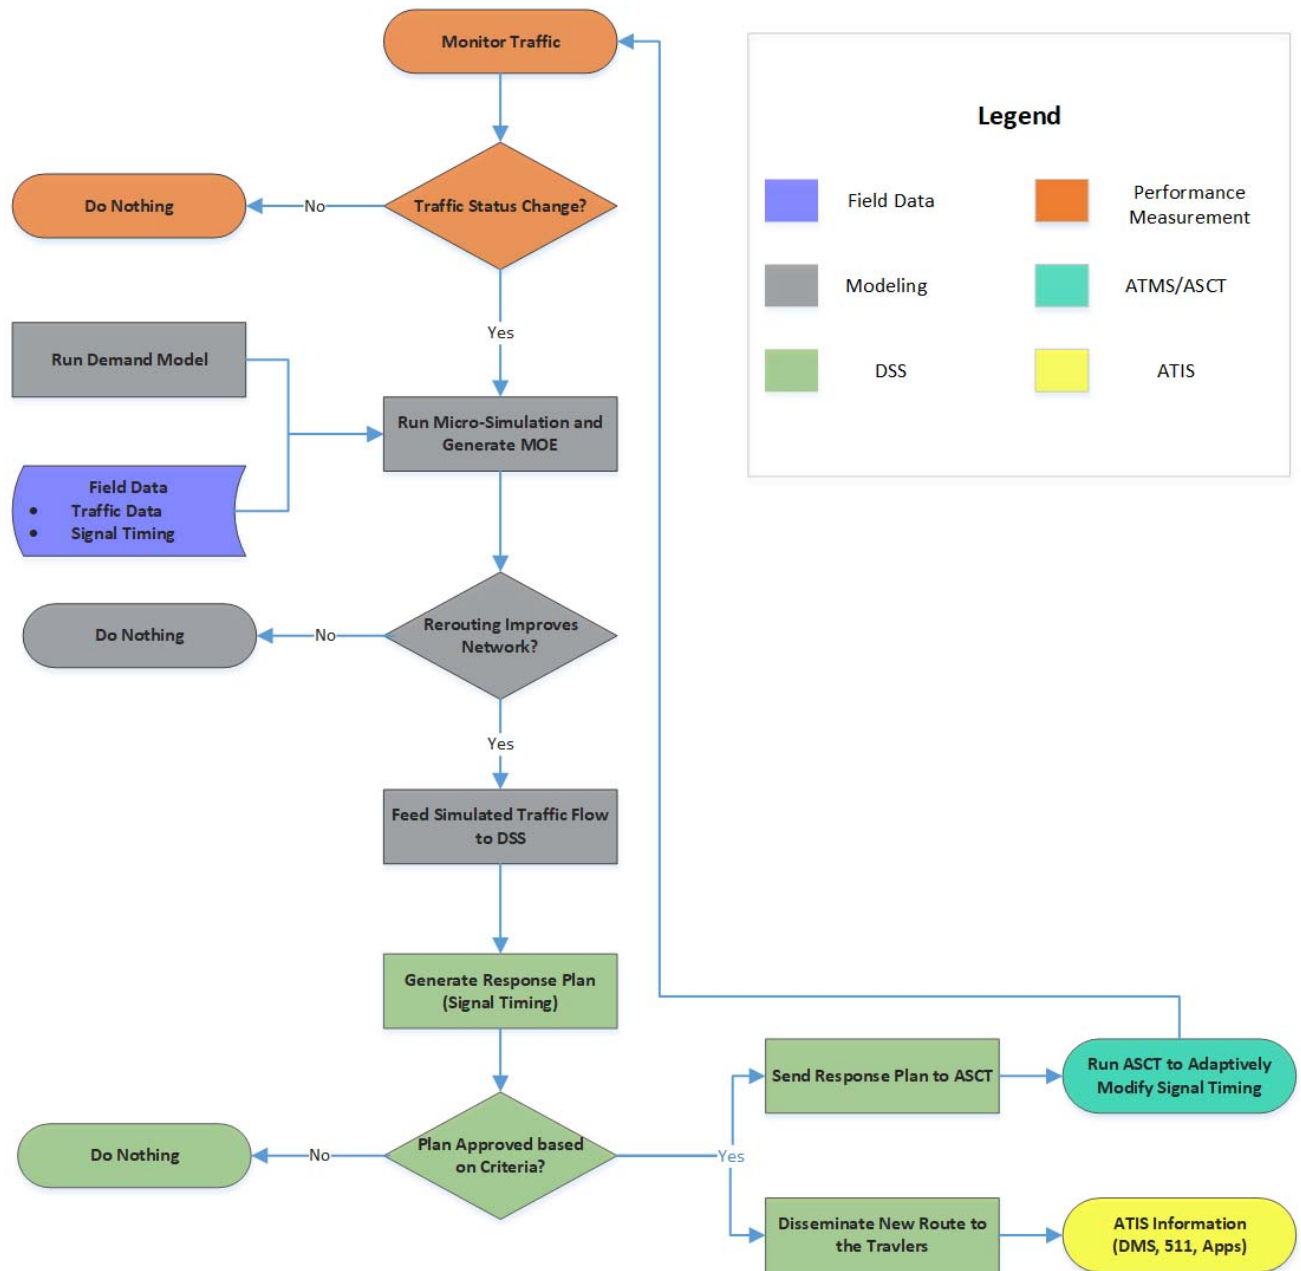 Monitor Traffic
Legend
Field Data
Performance
Measurement
Modeling
ATMS/ASCT
DSS
ATIS
Do Nothing
No
Traffic Status Change?
Yes
Run Demand Model
Run Micro-Simulation and
Generate MOE
Field Data
• Traffic Data
• Signal Timing
Do Nothing
No
Rerouting Improves
Network?
Yes
Feed Simulated Traffic Flow
to DSS
Generate Response Plan
(Signal Timing)
Send Response Plan to ASCT
Run ASCT to Adaptively
Modify Signal Timing
Do Nothing
No
Plan Approved based
on Criteria?
Yes
Disseminate New Route to
the Travlers
ATIS Information
(DMS, 511, Apps)